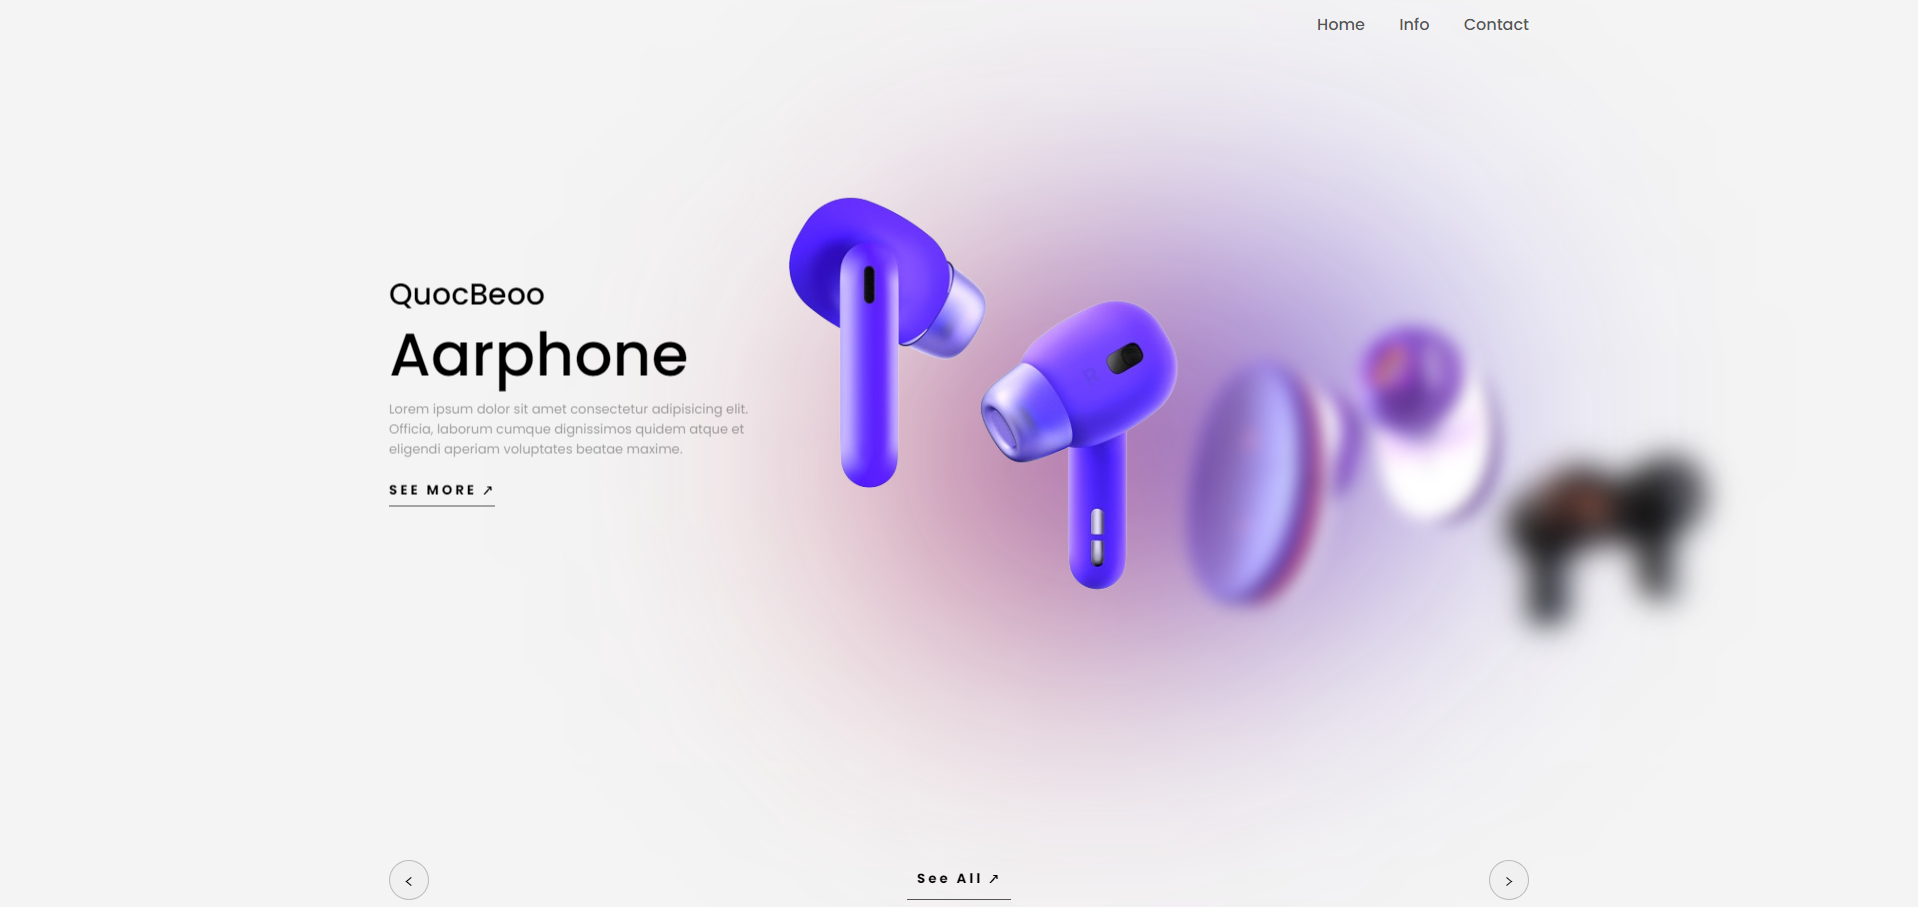 Home Info Contact
QuocBeoo
Aarphone
Lorem ipsum dolor sit amet consectetur adipisicing elit.
Officia, laborum cumque dignissimos quidem atque et
eligendi aperiam voluptates beatae maxime.
SEE MORE ↗
R
< See All ↗ >